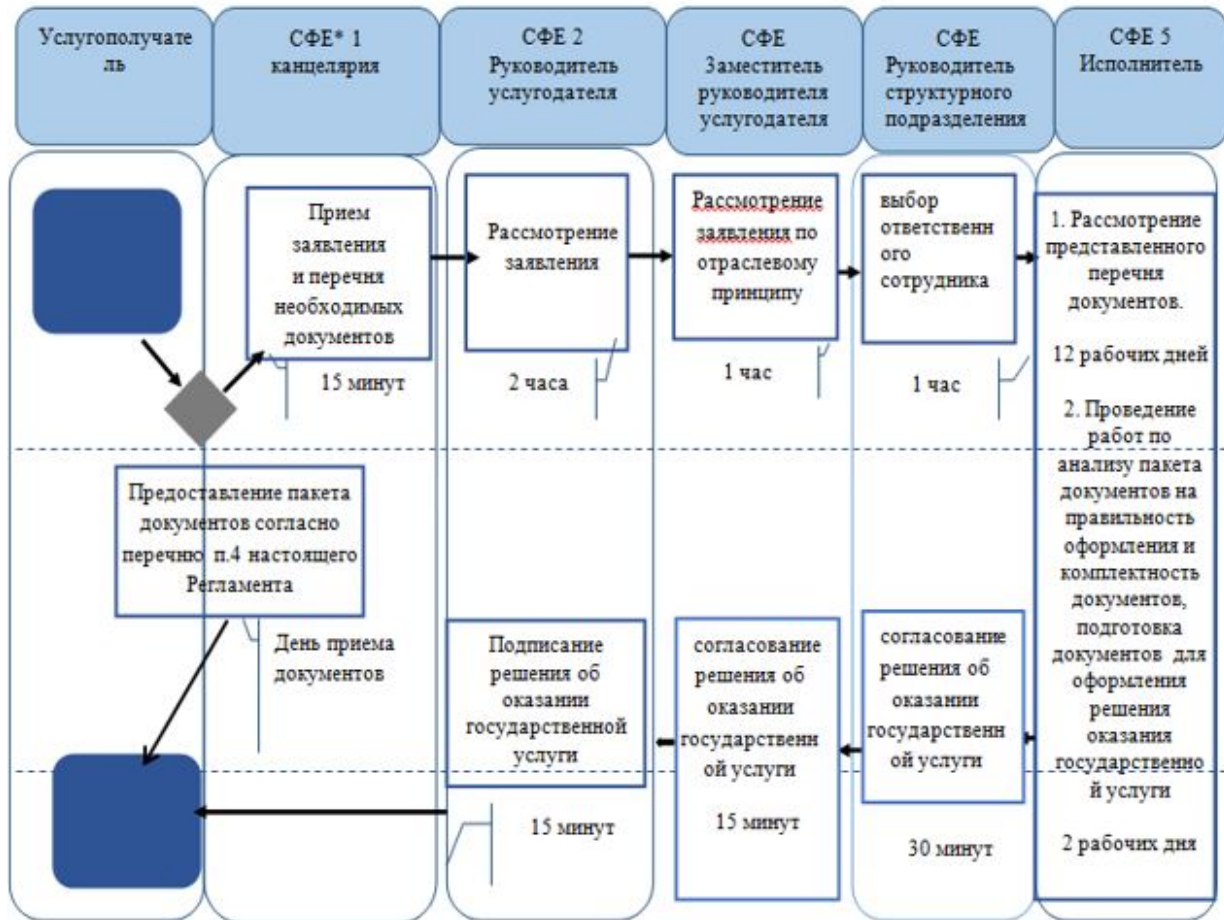 Услугополучате
ль
СФЕ* 1
канцелярия
СФЕ 2
Руководитель
услугодателя
СФЕ
Заместитель
руководителя
услугодателя
СФЕ
Руководитель
структурного
подразделения
СФЕ 5
Исполнитель
Прием
заявления
и перечня
необходимых
документов
15 минут
Рассмотрение
заявления
2 часа
Рассмотрение
заявления по
отраслевому
принципу
1 час
выбор
ответственн
ого
сотрудника
1 час
1. Рассмотрение
представленного
перечня
документов.
12 рабочих дней
2. Проведение
работ по
анализу пакета
документов на
правильность
оформления и
комплектность
документов,
подготовка
документов для
оформления
решения
оказания
государственно
й услуги
2 рабочих дня
Предоставление пакета
документов согласно
перечню п.4 настоящего
Регламента
День приема
документов
Подписание
решения об
оказании
государственной
услуги
15 минут
согласование
решения об
оказании
государственн
ой услуги
15 минут
согласование
решения об
оказании
государственн
ой услуги
30 минут